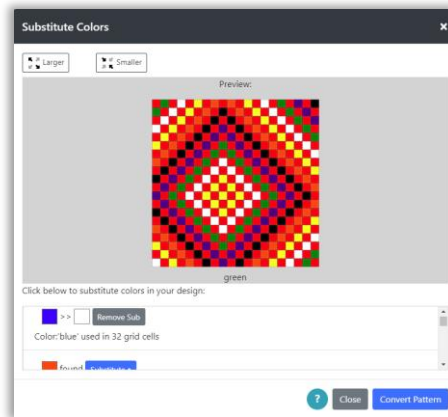 Substitute Colors ×
Larger Smaller
Preview:
green
Click below to substitute colors in your design:
>> Remove Sub
Color:'blue' used in 32 grid cells
found Substitute
? Close Convert Pattern